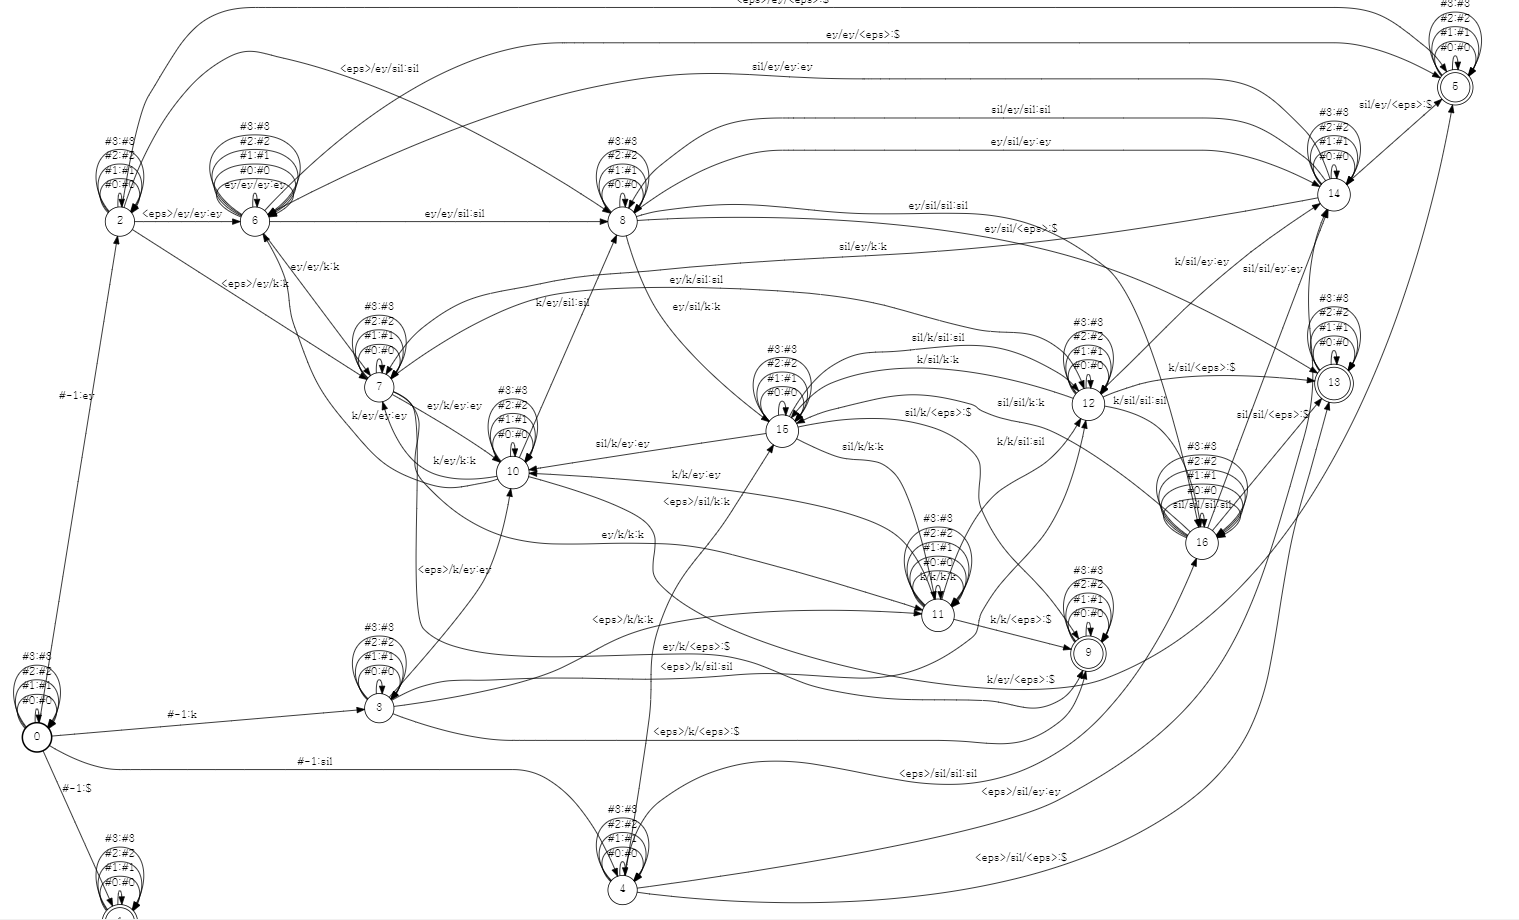 <eps>/ey/<eps>:$
#3:#3
#2:#2
#1:#1
#0:#0
5
ey/ey/<eps>:$
<eps>/ey/sil:sil
sil/ey/ey:ey
sil/ey/<eps>:$
sil/ey/sil:sil
#3:#3
#2:#2
#1:#1
#0:#0
14
ey/sil/ey:ey
#3:#3
#2:#2
#1:#1
#0:#0
2
#3:#3
#2:#2
#1:#1
#0:#0
ey/ey/ey:ey
6
#3:#3
#2:#2
#1:#1
#0:#0
8
<eps>/ey/ey:ey
ey/ey/sil:sil
ey/sil/sil:sil
ey/sil/<eps>:$
sil/ey/k:k
k/sil/ey:ey
sil/sil/ey:ey
ey/ey/k:k
<eps>/ey/k:k
ey/k/sil:sil
k/ey/sil:sil
ey/sil/k:k
#3:#3
#2:#2
#1:#1
#0:#0
7
#3:#3
#2:#2
#1:#1
#0:#0
13
#3:#3
#2:#2
#1:#1
#0:#0
12
sil/k/sil:sil
k/sil/k:k
k/sil/<eps>:$
#3:#3
#2:#2
#1:#1
#0:#0
15
#-1:ey
k/ey/ey:ey
ey/k/ey:ey
#3:#3
#2:#2
#1:#1
#0:#0
10
sil/sil/k:k
k/sil/sil:sil
sil/k/<eps>:$
sil/sil/<eps>:$
sil/k/ey:ey
sil/k/k:k
k/k/sil:sil
k/ey/k:k
k/k/ey:ey
<eps>/sil/k:k
#3:#3
#2:#2
#1:#1
#0:#0
sil/sil/sil:sil
16
ey/k/k:k
#3:#3
#2:#2
#1:#1
#0:#0
k/k/k:k
11
<eps>/k/ey:ey
<eps>/k/k:k
k/k/<eps>:$
#3:#3
#2:#2
#1:#1
#0:#0
9
ey/k/<eps>:$
<eps>/k/sil:sil
k/ey/<eps>:$
#3:#3
#2:#2
#1:#1
#0:#0
3
#3:#3
#2:#2
#1:#1
#0:#0
0
#-1:k
<eps>/k/<eps>:$
#-1:sil
<eps>/sil/sil:sil
#-1:$
<eps>/sil/ey:ey
#3:#3
#2:#2
#1:#1
#0:#0
4
<eps>/sil/<eps>:$
#3:#3
#2:#2
#1:#1
#0:#0